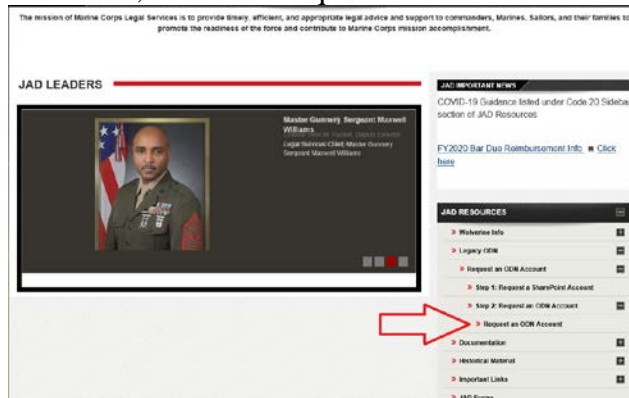 The mission of Marine Corps Legal Services is to provide timely, efficient, and appropriate legal advice and support to commanders, Marines, Sailors, and their families to
promote the readiness of the force and contribute to Marine Corps mission accomplishment.
JAD LEADERS
Master Gunnery Sergeant Maxwell
Williams
Legal Services Chief, Master Gunnery
Sergeant Maxwell Williams
JAD IMPORTANT NEWS
COVID-19 Guidance listed under Code 20 Sideba
section of JAD Resources
FY2020 Bar Due Reimbursement Info Click
here
JAD RESOURCES
» Wolverine Info
» Legacy ODN
» Request an ODN Account
» Step 1: Request a SharePoint Account
» Step 2: Request an ODN Account
» Request an ODN Account
» Documentation
» Historical Material
» Important Links
» JAD Forms